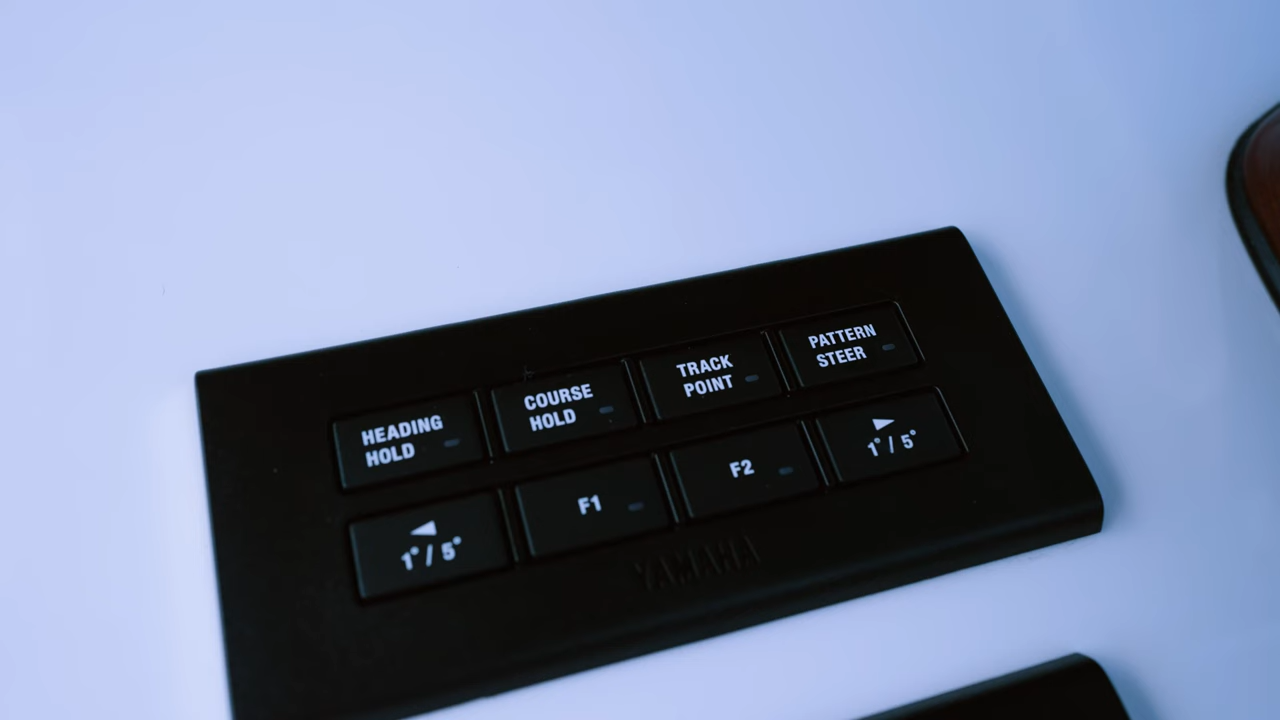 HEADING
HOLD
COURSE
HOLD
TRACK
POINT
PATTERN
STEER
◀
1°/5°
F1
F2
▶
1°/5°
YAMAHA